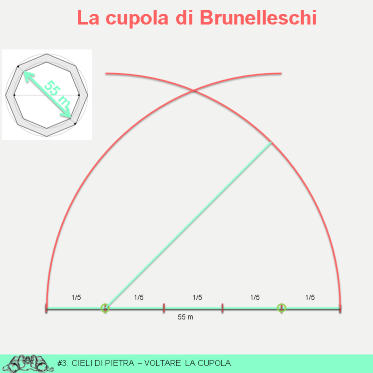 La cupola di Brunelleschi
55 m
1/5 1/5 1/5 1/5 1/5
55 m
#3. CIELI DI PIETRA – VOLTARE LA CUPOLA